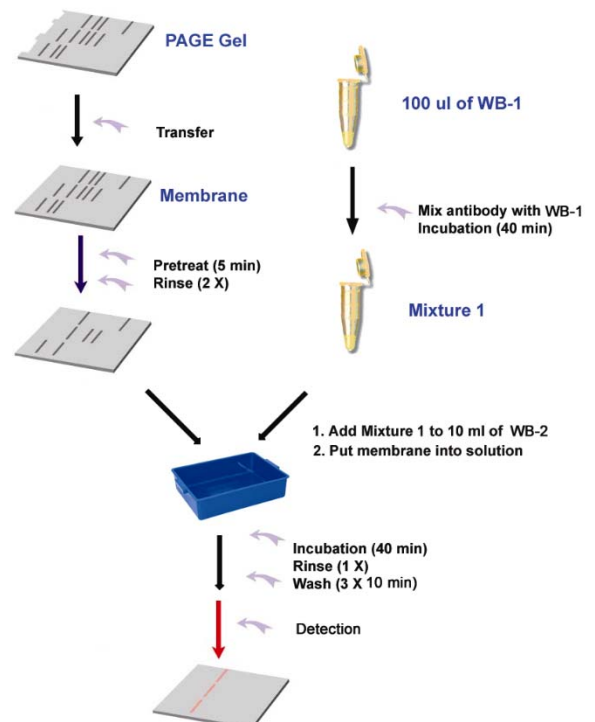 PAGE Gel
Transfer
Membrane
Pretreat (5 min)
Rinse (2 X)
100 ul of WB-1
Mix antibody with WB-1
Incubation (40 min)
Mixture 1
1. Add Mixture 1 to 10 ml of WB-2
2. Put membrane into solution
Incubation (40 min)
Rinse (1 X)
Wash (3 X 10 min)
Detection